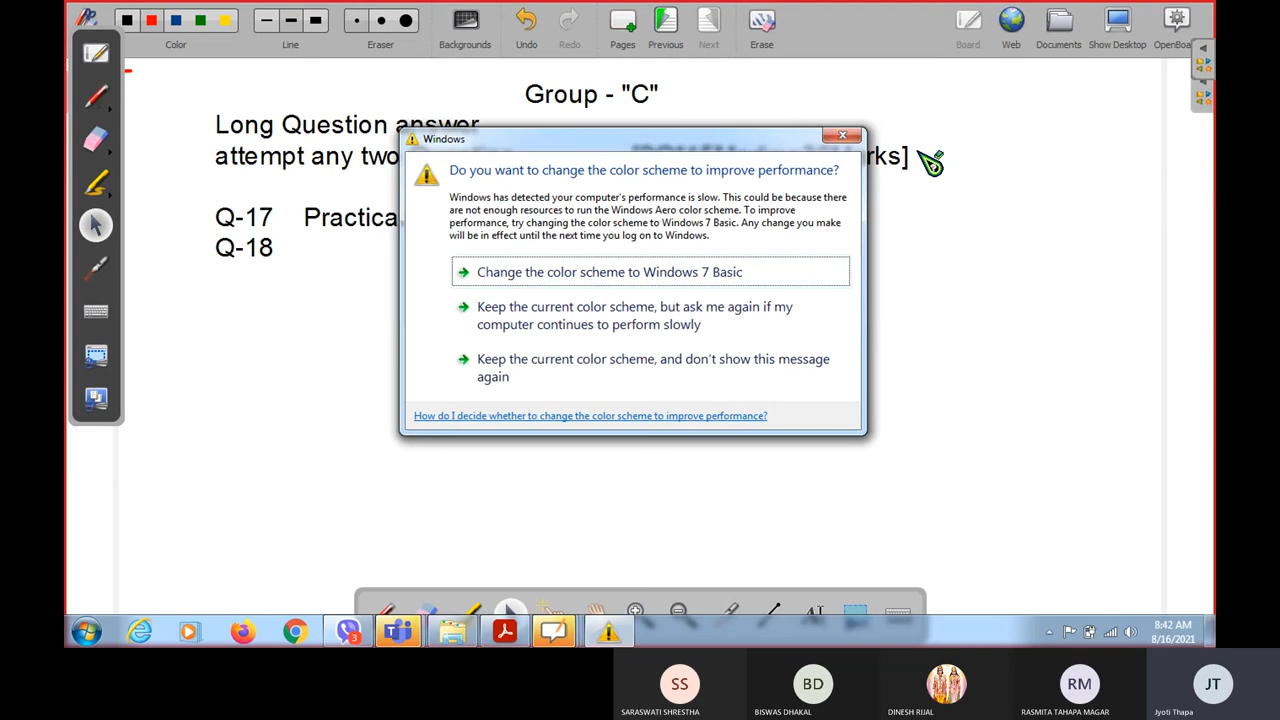 Color
Line
Eraser
Backgrounds
Undo
Redo
Pages
Previous
Next
Erase
Board
Web
Documents
Show Desktop
OpenBoa
Group - "C"
Long Question answer
attempt any two
rks]
Q-17 Practica
Q-18
Windows
Do you want to change the color scheme to improve performance?
Windows has detected your computer's performance is slow. This could be because there
are not enough resources to run the Windows Aero color scheme. To improve
performance, try changing the color scheme to Windows 7 Basic. Any change you make
will be in effect until the next time you log on to Windows.
Change the color scheme to Windows 7 Basic
Keep the current color scheme, but ask me again if my
computer continues to perform slowly
Keep the current color scheme, and don't show this message
again
How do I decide whether to change the color scheme to improve performance?
3
8:42 AM
8/16/2021
SS
SARASWATI SHRESTHA
BD
BISWAS DHAKAL
DINESH RIJAL
RM
RASMITA TAHAPA MAGAR
JT
Jyoti Thapa